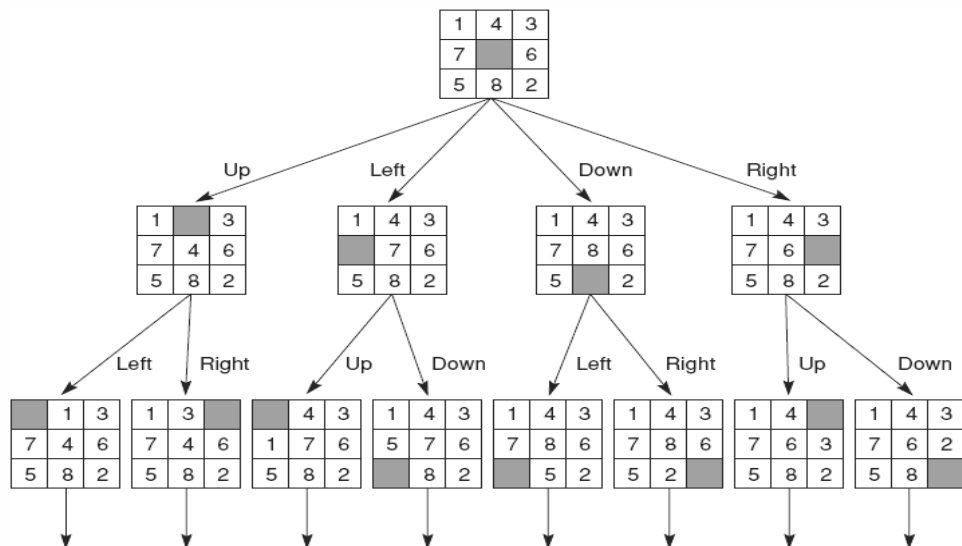 1 4 3
7 6
5 8 2
Up Left Down Right
1 3 1 4 3 1 4 3 1 4 3
7 4 6 7 6 7 8 6 7 6
5 8 2 5 8 2 5 2 5 8 2
Left Right Up Down Left Right Up Down
1 3 1 3 4 3 1 4 3 1 4 3 1 4 3 1 4 1 4 3
7 4 6 7 4 6 1 7 6 5 7 6 7 8 6 7 8 6 7 6 3 7 6 2
5 8 2 5 8 2 5 8 2 8 2 5 2 5 2 5 8 2 5 8